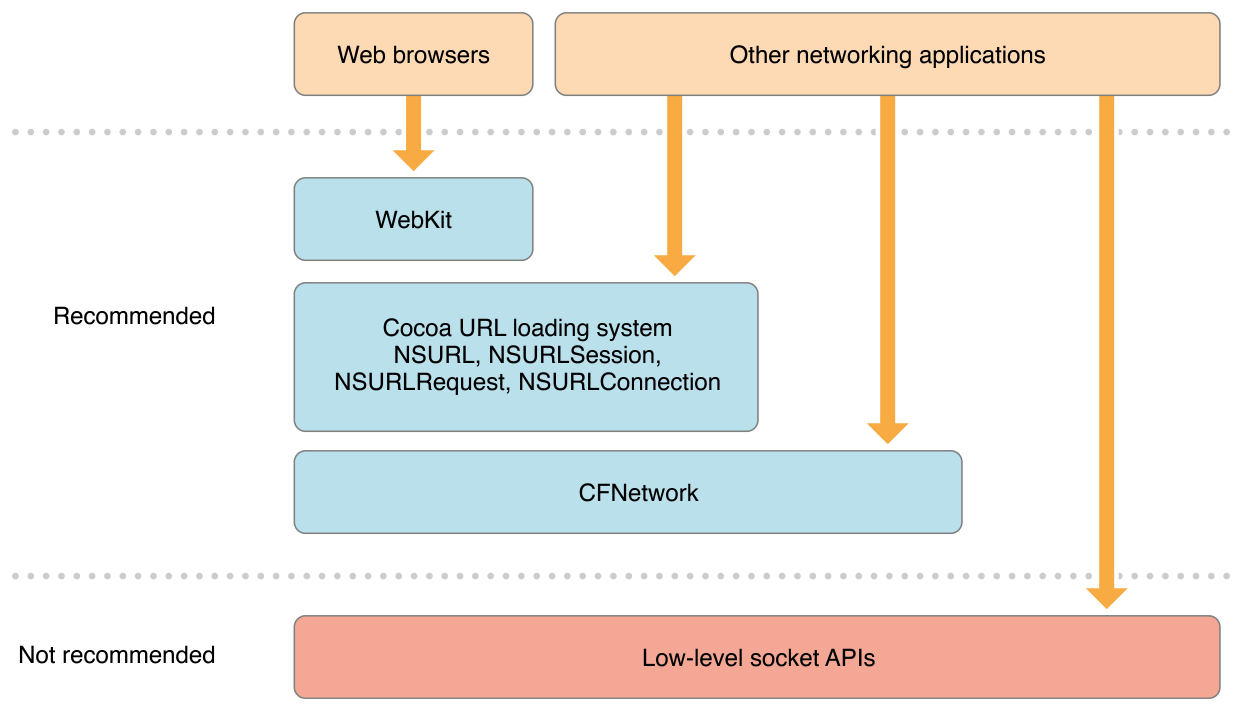 Web browsers
Other networking applications
WebKit
Recommended
Cocoa URL loading system
NSURL, NSURLSession,
NSURLRequest, NSURLConnection
CFNetwork
Not recommended
Low-level socket APIs